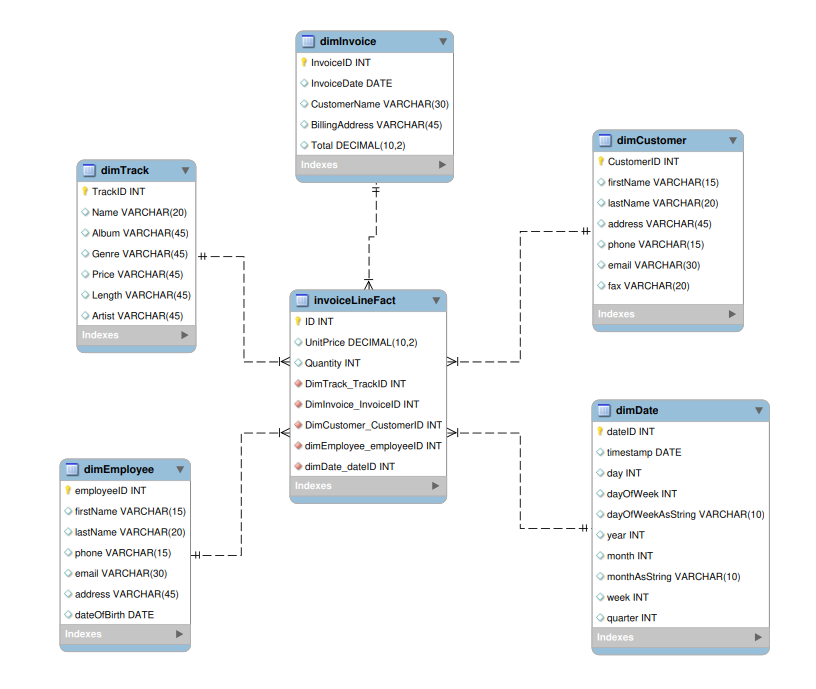 dimInvoice
InvoiceID INT
InvoiceDate DATE
CustomerName VARCHAR(30)
BillingAddress VARCHAR(45)
Total DECIMAL(10,2)
Indexes
dimCustomer
CustomerID INT
firstName VARCHAR(15)
lastName VARCHAR(20)
address VARCHAR(45)
phone VARCHAR(15)
email VARCHAR(30)
fax VARCHAR(20)
Indexes
dimTrack
TrackID INT
Name VARCHAR(20)
Album VARCHAR(45)
Genre VARCHAR(45)
Price VARCHAR(45)
Length VARCHAR(45)
Artist VARCHAR(45)
Indexes
invoiceLineFact
ID INT
UnitPrice DECIMAL(10,2)
Quantity INT
DimTrack_TrackID INT
DimInvoice_InvoiceID INT
DimCustomer_CustomerID INT
dimEmployee_employeeID INT
dimDate_dateID INT
Indexes
dimDate
dateID INT
timestamp DATE
day INT
dayOfWeek INT
dayOfWeekAsString VARCHAR(10)
year INT
month INT
monthAsString VARCHAR(10)
week INT
quarter INT
Indexes
dimEmployee
employeeID INT
firstName VARCHAR(15)
lastName VARCHAR(20)
phone VARCHAR(15)
email VARCHAR(30)
address VARCHAR(45)
dateOfBirth DATE
Indexes